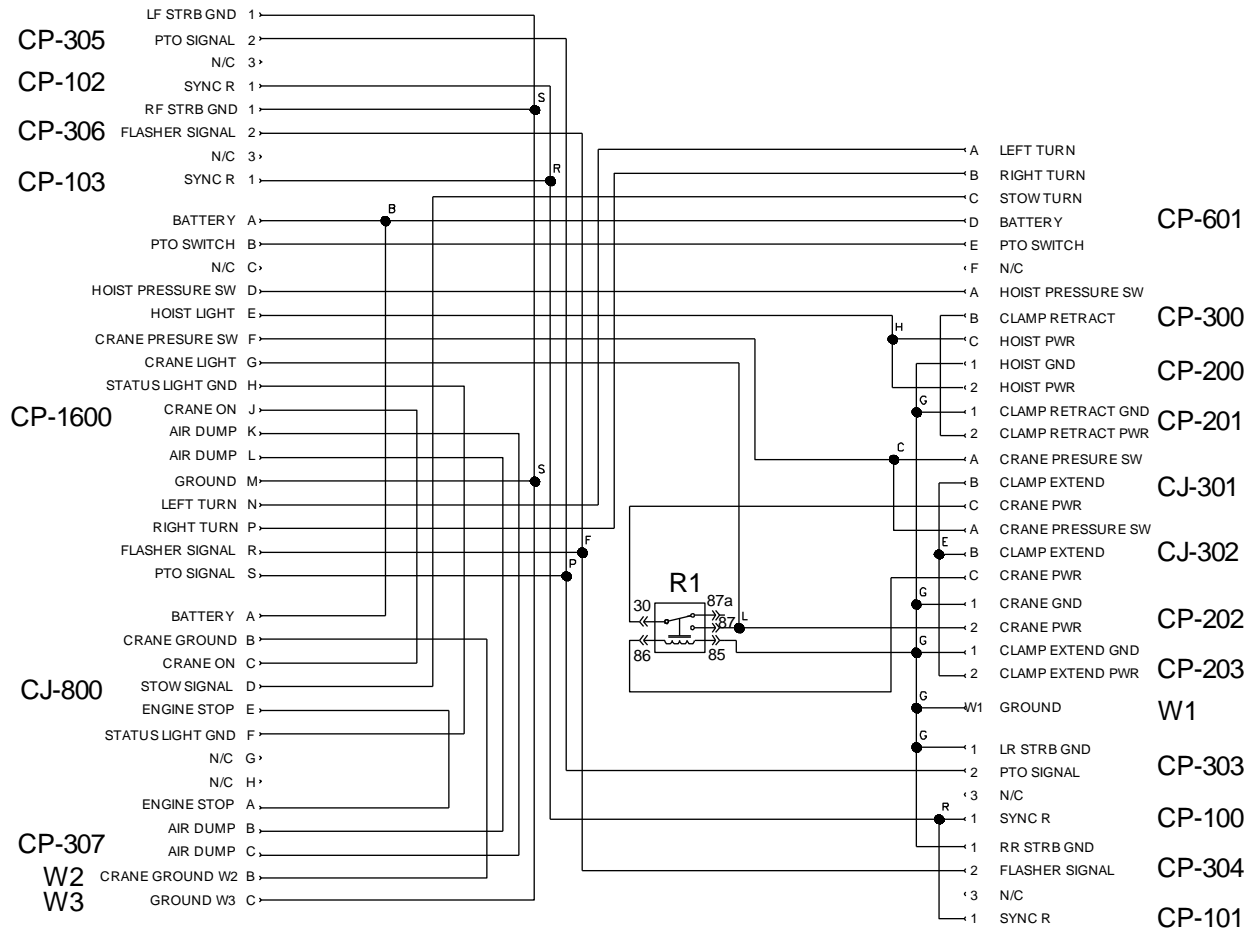 LF STRB GND 1
CP-305
PTO SIGNAL 2
N/C 3
CP-102
SYNC R 1
RF STRB GND 1
S
CP-306
FLASHER SIGNAL 2
N/C 3
CP-103
SYNC R 1
R
BATTERY A
B
PTO SWITCH B
N/C C
HOIST PRESSURE SW D
HOIST LIGHT E
CRANE PRESURE SW F
CRANE LIGHT G
STATUS LIGHT GND H
CP-1600
CRANE ON J
AIR DUMP K
AIR DUMP L
GROUND M
S
LEFT TURN N
RIGHT TURN P
FLASHER SIGNAL R
F
PTO SIGNAL S
P
BATTERY A
CRANE GROUND B
CRANE ON C
CJ-800
STOW SIGNAL D
ENGINE STOP E
STATUS LIGHT GND F
N/C G
N/C H
ENGINE STOP A
AIR DUMP B
CP-307
AIR DUMP C
W2
CRANE GROUND W2 B
W3
GROUND W3 C
R1
30
87a
87
L
86
85
A LEFT TURN
B RIGHT TURN
C STOW TURN
D BATTERY
CP-601
E PTO SWITCH
F N/C
A HOIST PRESSURE SW
B CLAMP RETRACT
CP-300
H
C HOIST PWR
1 HOIST GND
CP-200
2 HOIST PWR
G
1 CLAMP RETRACT GND
CP-201
2 CLAMP RETRACT PWR
C
A CRANE PRESURE SW
B CLAMP EXTEND
CJ-301
C CRANE PWR
A CRANE PRESSURE SW
E
B CLAMP EXTEND
CJ-302
C CRANE PWR
G
1 CRANE GND
CP-202
2 CRANE PWR
G
1 CLAMP EXTEND GND
CP-203
2 CLAMP EXTEND PWR
G
W1 GROUND
W1
G
1 LR STRB GND
CP-303
2 PTO SIGNAL
3 N/C
R
1 SYNC R
CP-100
1 RR STRB GND
2 FLASHER SIGNAL
CP-304
3 N/C
1 SYNC R
CP-101